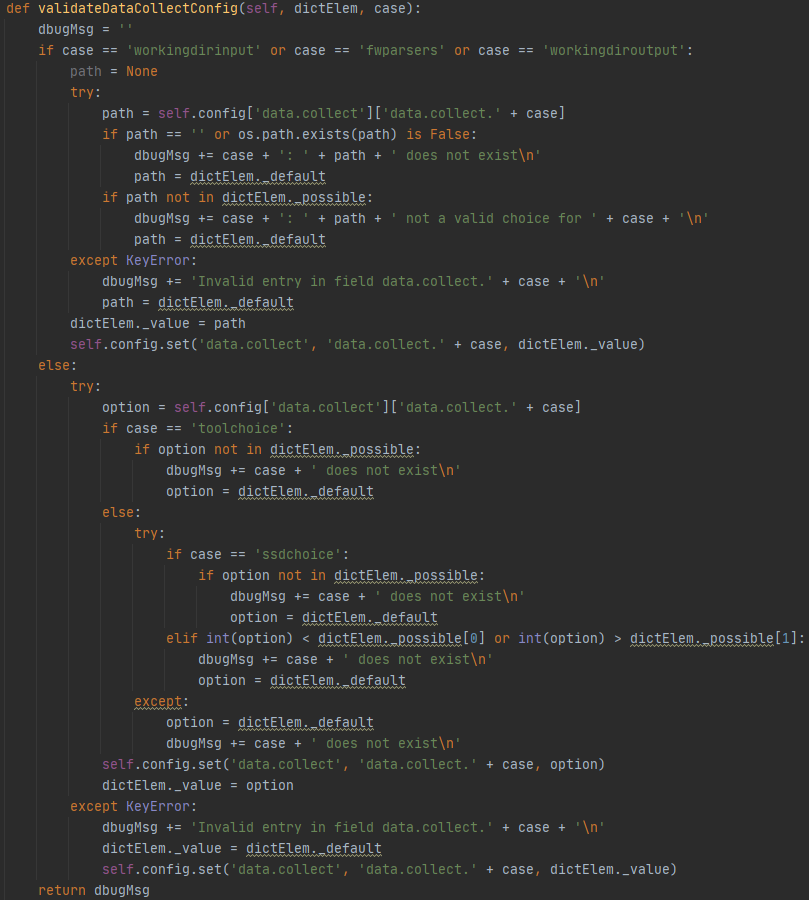 def validateDataCollectConfig(self, dictElem, case):
    dbugMsg = ''
    if case == 'workingdirinput' or case == 'fwparsers' or case == 'workingdiroutput':
        path = None
        try:
            path = self.config['data.collect']['data.collect.' + case]
            if path == '' or os.path.exists(path) is False:
                dbugMsg += case + ': ' + path + ' does not exist\n'
                path = dictElem._default
            if path not in dictElem._possible:
                dbugMsg += case + ': ' + path + ' not a valid choice for ' + case + '\n'
                path = dictElem._default
        except KeyError:
            dbugMsg += 'Invalid entry in field data.collect.' + case + '\n'
            path = dictElem._default
        dictElem._value = path
        self.config.set('data.collect', 'data.collect.' + case, dictElem._value)
    else:
        try:
            option = self.config['data.collect']['data.collect.' + case]
            if case == 'toolchoice':
                if option not in dictElem._possible:
                    dbugMsg += case + ' does not exist\n'
                    option = dictElem._default
            else:
                try:
                    if case == 'ssdchoice':
                        if option not in dictElem._possible:
                            dbugMsg += case + ' does not exist\n'
                            option = dictElem._default
                    elif int(option) < dictElem._possible[0] or int(option) > dictElem._possible[1]:
                        dbugMsg += case + ' does not exist\n'
                        option = dictElem._default
                except:
                    option = dictElem._default
                    dbugMsg += case + ' does not exist\n'
            self.config.set('data.collect', 'data.collect.' + case, option)
            dictElem._value = option
        except KeyError:
            dbugMsg += 'Invalid entry in field data.collect.' + case + '\n'
            dictElem._value = dictElem._default
            self.config.set('data.collect', 'data.collect.' + case, dictElem._value)
    return dbugMsg